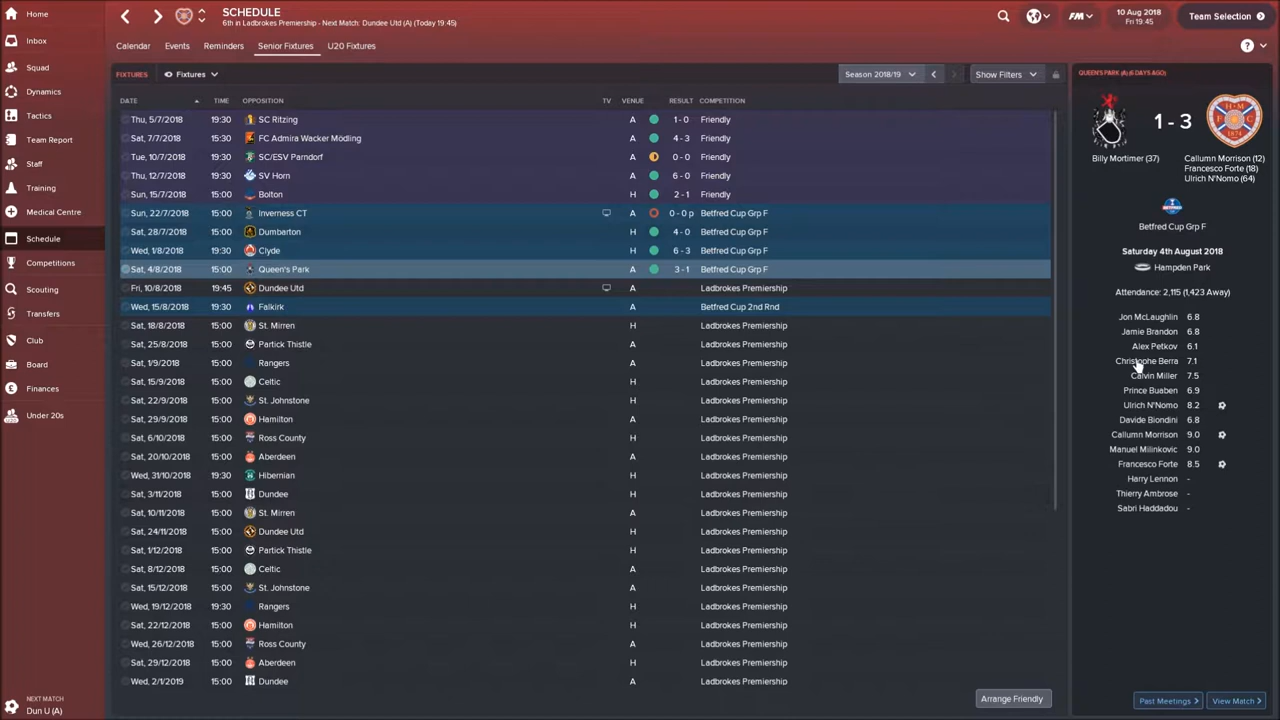 Home
Inbox
Squad
Dynamics
Tactics
Team Report
Staff
Training
Medical Centre
Schedule
Competitions
Scouting
Transfers
Club
Board
Finances
Under 20s
NEXT MATCH
Dun U (A)
SCHEDULE
6th in Ladbrokes Premiership - Next Match: Dundee Utd (A) (Today 19:45)
FM
10 Aug 2018
Fri 19:45
Team Selection
Calendar Events Reminders Senior Fixtures U20 Fixtures
FIXTURES Fixtures Season 2018/19 Show Filters
DATE TIME OPPOSITION TV VENUE RESULT COMPETITION
Thu, 5/7/2018 19:30 SC Ritzing A 1-0 Friendly
Sat, 7/7/2018 15:00 FC Admira Wacker Mödling A 4-3 Friendly
Tue, 10/7/2018 19:30 SC/ESV Parndorf A 0-0 Friendly
Thu, 12/7/2018 19:30 SV Horn A 6-0 Friendly
Sun, 15/7/2018 15:00 Bolton H 2-1 Friendly
Sun, 22/7/2018 15:00 Inverness CT A 0-0 p Betfred Cup Grp F
Sat, 28/7/2018 15:00 Dumbarton H 4-0 Betfred Cup Grp F
Wed, 1/8/2018 19:30 Clyde H 6-3 Betfred Cup Grp F
Sat, 4/8/2018 15:00 Queen's Park A 3-1 Betfred Cup Grp F
Fri, 10/8/2018 19:45 Dundee Utd A Ladbrokes Premiership
Wed, 15/8/2018 19:30 Falkirk A Betfred Cup 2nd Rnd
Sat, 18/8/2018 15:00 St. Mirren H Ladbrokes Premiership
Sat, 25/8/2018 15:00 Partick Thistle A Ladbrokes Premiership
Sat, 1/9/2018 15:00 Rangers A Ladbrokes Premiership
Sat, 15/9/2018 15:00 Celtic H Ladbrokes Premiership
Sat, 22/9/2018 15:00 St. Johnstone H Ladbrokes Premiership
Sat, 29/9/2018 15:00 Hamilton A Ladbrokes Premiership
Sat, 6/10/2018 15:00 Ross County H Ladbrokes Premiership
Sat, 20/10/2018 15:00 Aberdeen A Ladbrokes Premiership
Wed, 31/10/2018 19:30 Hibernian H Ladbrokes Premiership
Sat, 3/11/2018 15:00 Dundee H Ladbrokes Premiership
Sat, 10/11/2018 15:00 St. Mirren A Ladbrokes Premiership
Sat, 24/11/2018 15:00 Dundee Utd H Ladbrokes Premiership
Sat, 1/12/2018 15:00 Partick Thistle H Ladbrokes Premiership
Sat, 8/12/2018 15:00 Celtic A Ladbrokes Premiership
Sat, 15/12/2018 15:00 St. Johnstone A Ladbrokes Premiership
Wed, 19/12/2018 19:30 Rangers H Ladbrokes Premiership
Sat, 22/12/2018 15:00 Hamilton H Ladbrokes Premiership
Wed, 26/12/2018 15:00 Ross County A Ladbrokes Premiership
Sat, 29/12/2018 15:00 Aberdeen H Ladbrokes Premiership
Wed, 2/1/2019 15:00 Dundee A Ladbrokes Premiership
Arrange Friendly
QUEEN'S PARK (A) (6 DAYS AGO)
1 - 3
Billy Mortimer (37) Callumn Morrison (12)
Francesco Forte (18)
Ulrich N'Nomo (64)
Betfred Cup Grp F
Saturday 4th August 2018
Hampden Park
Attendance: 2,115 (1,423 Away)
Jon McLaughlin 6.8
Jamie Brandon 6.8
Alex Petkov 6.1
Christophe Berra 7.1
Calvin Miller 7.5
Prince Buaben 6.9
Ulrich N'Nomo 8.2
Davide Biondini 6.8
Callumn Morrison 9.0
Manuel Milinkovic 9.0
Francesco Forte 8.5
Harry Lennon -
Thierry Ambrose -
Sabri Haddadou -
Past Meetings View Match